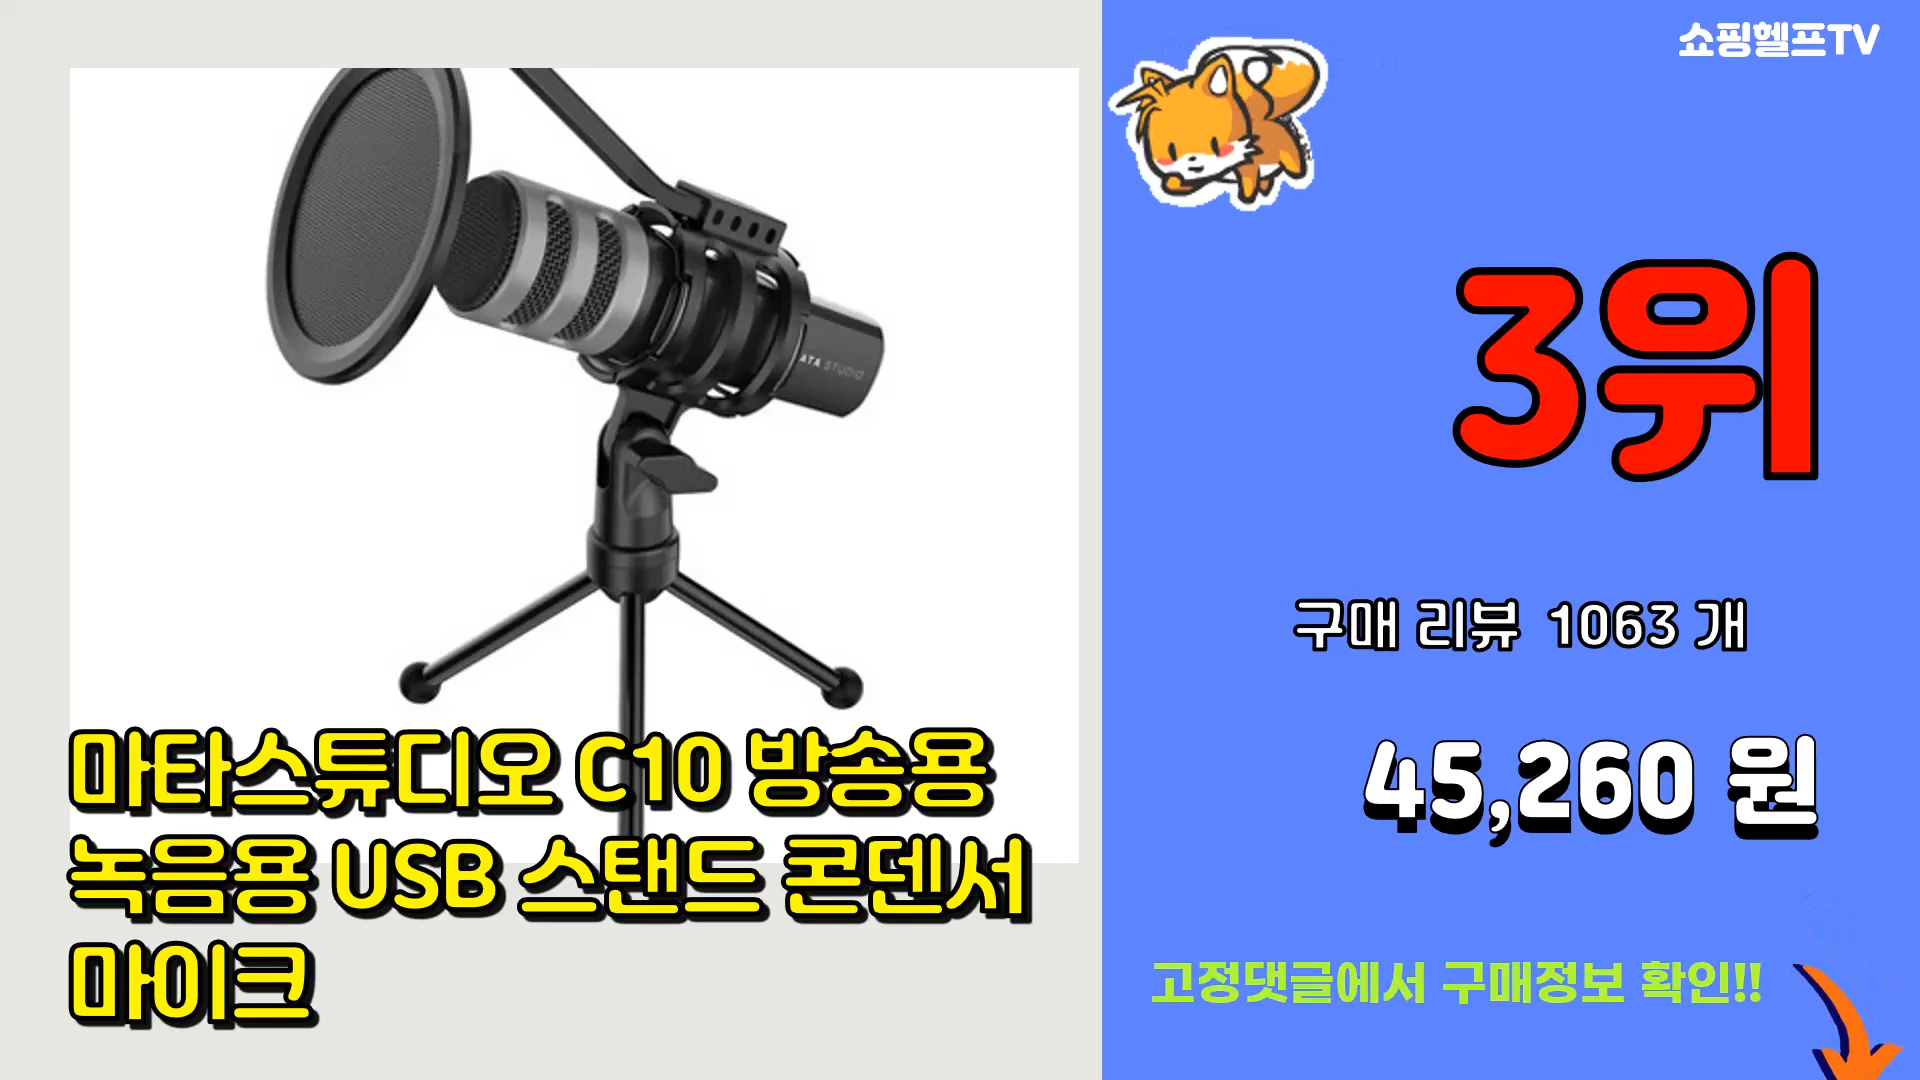 쇼핑헬프TV
3위
구매 리뷰 1063 개
45,260 원
고정댓글에서 구매정보 확인!!
ATA STUDIO
마타스튜디오 C10 방송용
녹음용 USB 스탠드 콘덴서
마이크